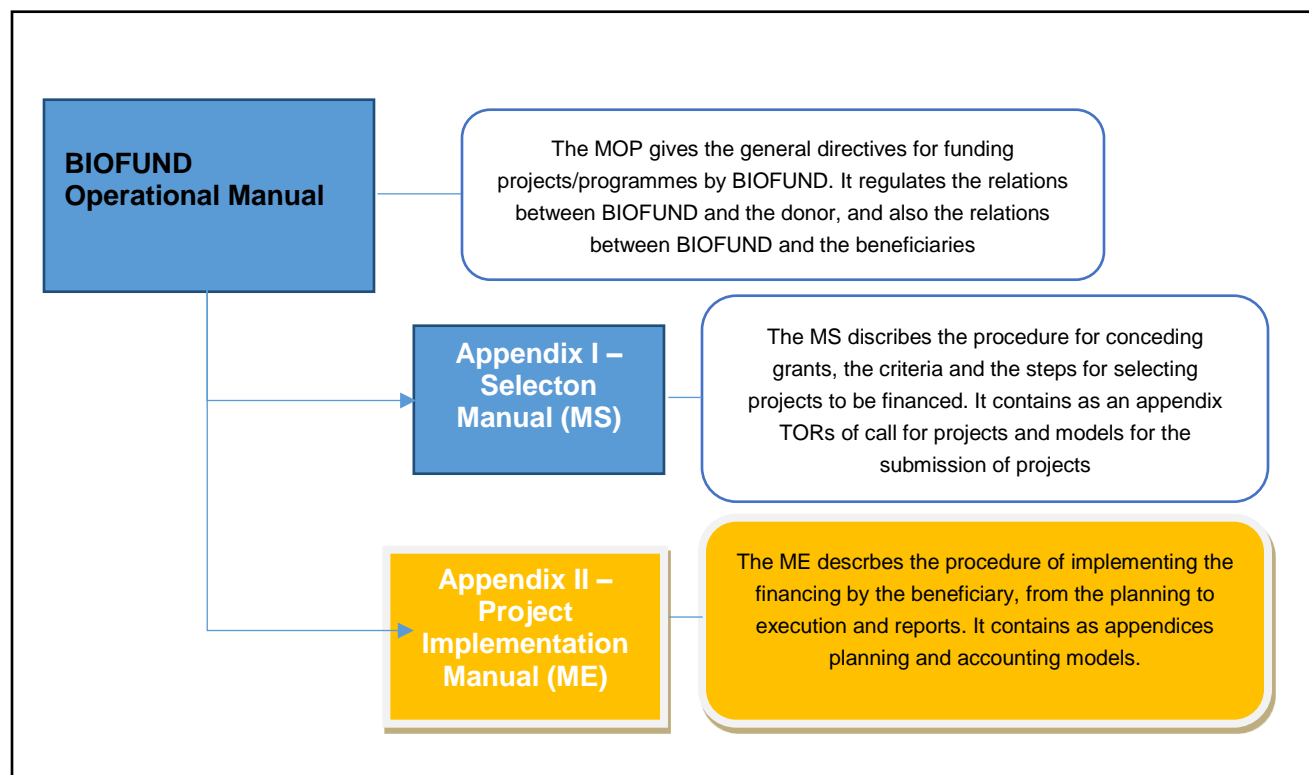 BIOFUND
Operational Manual
The MOP gives the general directives for funding
projects/programmes by BIOFUND. It regulates the relations
between BIOFUND and the donor, and also the relations
between BIOFUND and the beneficiaries
Appendix I –
Selecton
Manual (MS)
The MS discribes the procedure for conceding
grants, the criteria and the steps for selecting
projects to be financed. It contains as an appendix
TORs of call for projects and models for the
submission of projects
Appendix II –
Project
Implementation
Manual (ME)
The ME descrbes the procedure of implementing the
financing by the beneficiary, from the planning to
execution and reports. It contains as appendices
planning and accounting models.